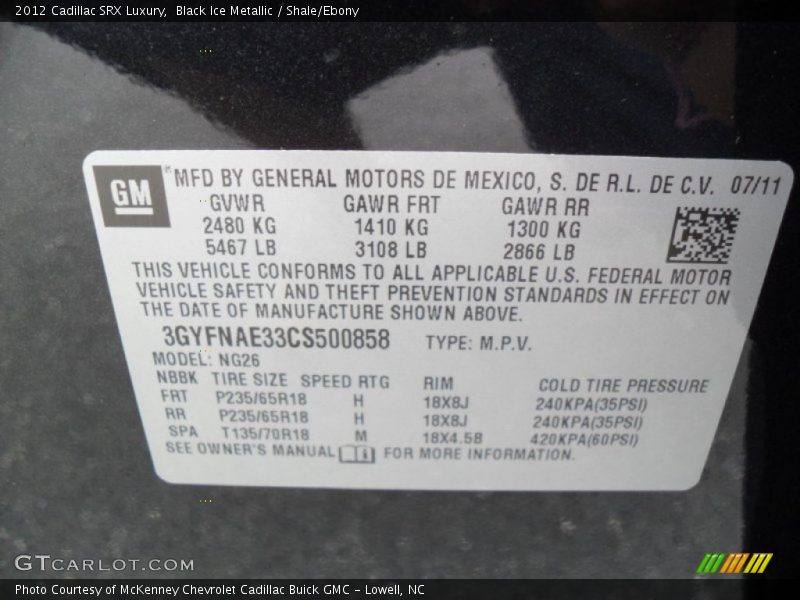 2012 Cadillac SRX Luxury,  Black Ice Metallic / Shale/Ebony
GM ® MFD BY GENERAL MOTORS DE MEXICO, S. DE R.L. DE C.V. 07/11
GVWR GAWR FRT GAWR RR
2480 KG 1410 KG 1300 KG
5467 LB 3108 LB 2866 LB
THIS VEHICLE CONFORMS TO ALL APPLICABLE U.S. FEDERAL MOTOR
VEHICLE SAFETY AND THEFT PREVENTION STANDARDS IN EFFECT ON
THE DATE OF MANUFACTURE SHOWN ABOVE.
3GYFNAE33CS500858 TYPE: M.P.V.
MODEL: NG26
NBBK TIRE SIZE SPEED RTG RIM COLD TIRE PRESSURE
FRT P235/65R18 H 18X8J 240KPA(35PSI)
RR P235/65R18 H 18X8J 240KPA(35PSI)
SPA T135/70R18 M 18X4.5B 420KPA(60PSI)
SEE OWNER'S MANUAL FOR MORE INFORMATION.
GTCARLOT.COM
Photo Courtesy of McKenney Chevrolet Cadillac Buick GMC - Lowell, NC